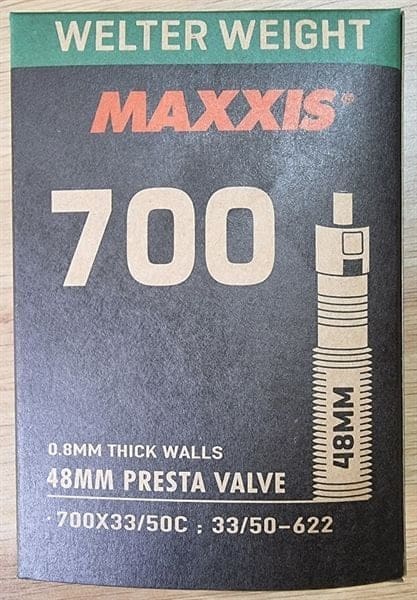 WELTER WEIGHT
MAXXIS®
700
48MM
0.8MM THICK WALLS
48MM PRESTA VALVE
·700X33/50C ; 33/50-622